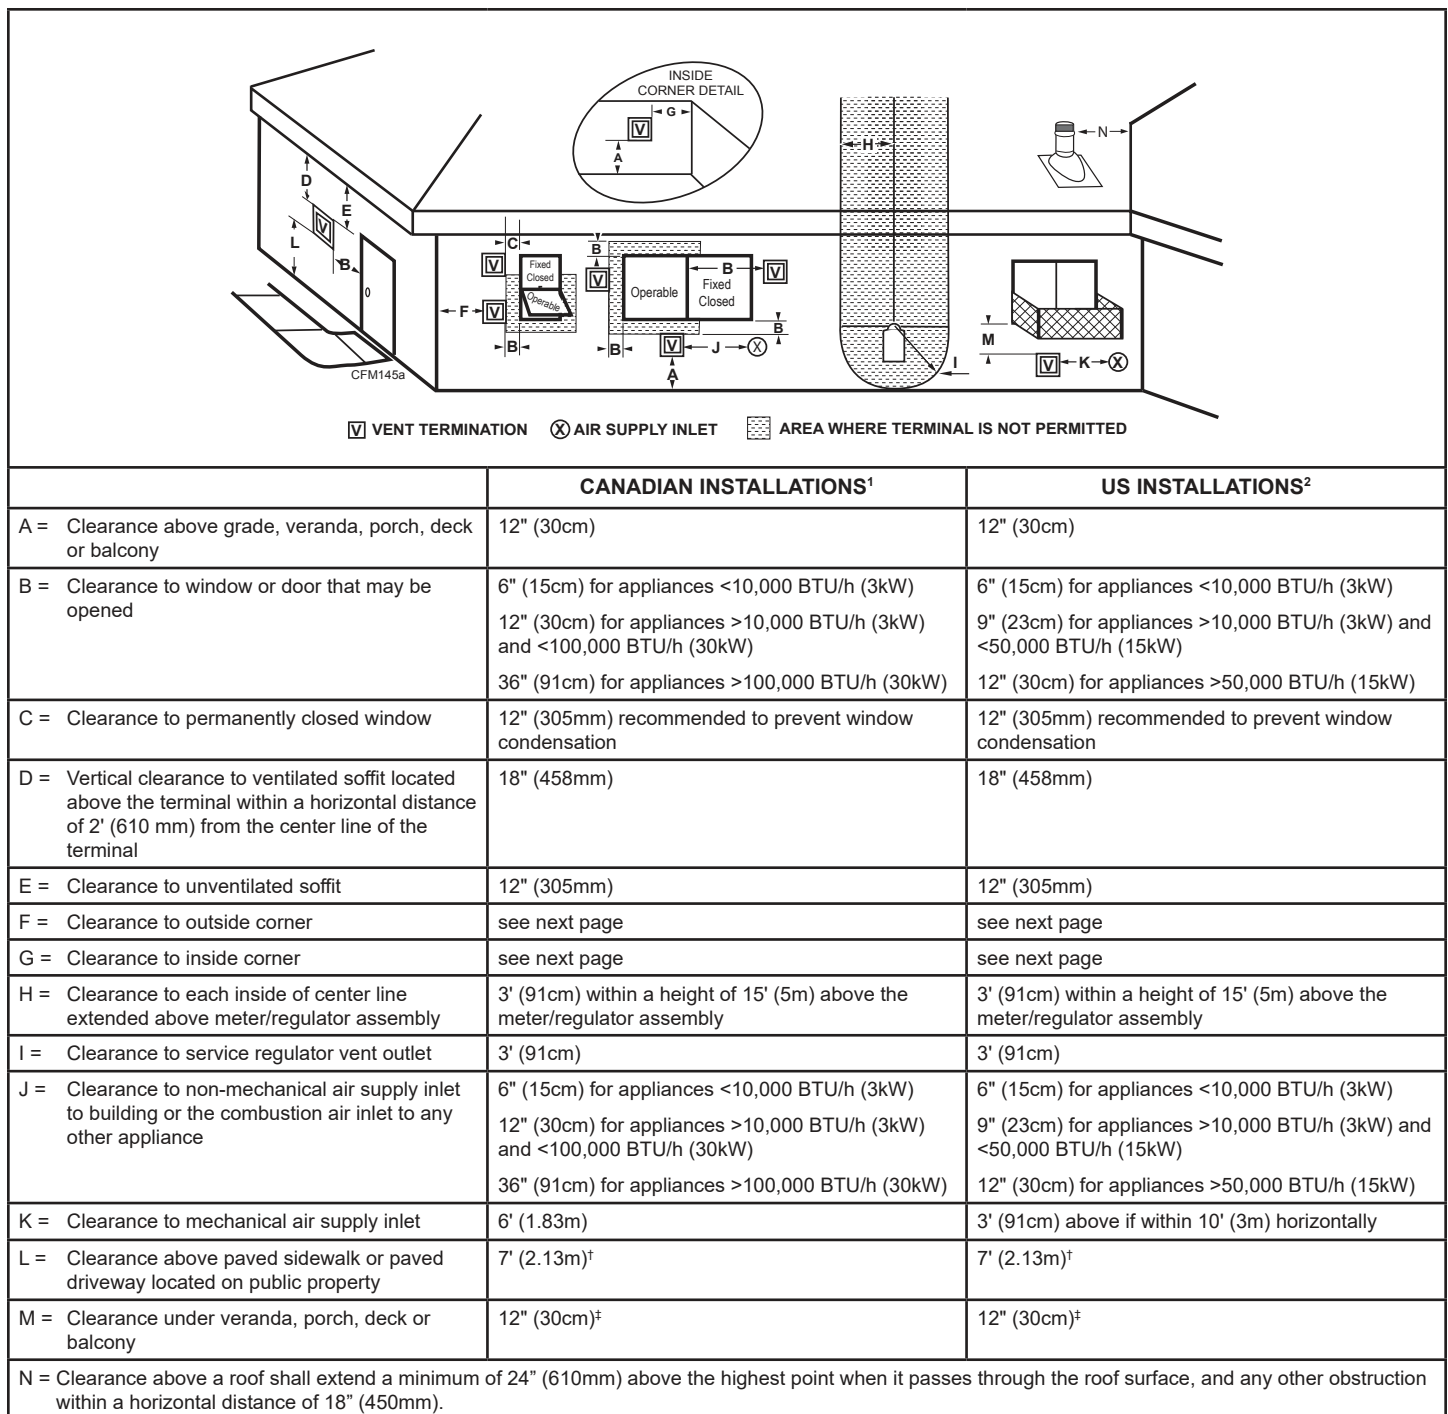 INSIDE
CORNER DETAIL
G
V
A
H
N
D
E
V
L
B
C
V
Fixed
Closed
Operable
F
V
B
B
V
Operable
B
Fixed
Closed
V
B
B
V
J
X
A
I
M
V
K
X
CFM145a
V VENT TERMINATION
X AIR SUPPLY INLET
AREA WHERE TERMINAL IS NOT PERMITTED
CANADIAN INSTALLATIONS¹
US INSTALLATIONS²
A = Clearance above grade, veranda, porch, deck
or balcony
12" (30cm)
12" (30cm)
B = Clearance to window or door that may be
opened
6" (15cm) for appliances <10,000 BTU/h (3kW)
12" (30cm) for appliances >10,000 BTU/h (3kW)
and <100,000 BTU/h (30kW)
36" (91cm) for appliances >100,000 BTU/h (30kW)
6" (15cm) for appliances <10,000 BTU/h (3kW)
9" (23cm) for appliances >10,000 BTU/h (3kW) and
<50,000 BTU/h (15kW)
12" (30cm) for appliances >50,000 BTU/h (15kW)
C = Clearance to permanently closed window
12" (305mm) recommended to prevent window
condensation
12" (305mm) recommended to prevent window
condensation
D = Vertical clearance to ventilated soffit located
above the terminal within a horizontal distance
of 2' (610 mm) from the center line of the
terminal
18" (458mm)
18" (458mm)
E = Clearance to unventilated soffit
12" (305mm)
12" (305mm)
F = Clearance to outside corner
see next page
see next page
G = Clearance to inside corner
see next page
see next page
H = Clearance to each inside of center line
extended above meter/regulator assembly
3' (91cm) within a height of 15' (5m) above the
meter/regulator assembly
3' (91cm) within a height of 15' (5m) above the
meter/regulator assembly
I = Clearance to service regulator vent outlet
3' (91cm)
3' (91cm)
J = Clearance to non-mechanical air supply inlet
to building or the combustion air inlet to any
other appliance
6" (15cm) for appliances <10,000 BTU/h (3kW)
12" (30cm) for appliances >10,000 BTU/h (3kW)
and <100,000 BTU/h (30kW)
36" (91cm) for appliances >100,000 BTU/h (30kW)
6" (15cm) for appliances <10,000 BTU/h (3kW)
9" (23cm) for appliances >10,000 BTU/h (3kW) and
<50,000 BTU/h (15kW)
12" (30cm) for appliances >50,000 BTU/h (15kW)
K = Clearance to mechanical air supply inlet
6' (1.83m)
3' (91cm) above if within 10' (3m) horizontally
L = Clearance above paved sidewalk or paved
driveway located on public property
7' (2.13m)†
7' (2.13m)†
M = Clearance under veranda, porch, deck or
balcony
12" (30cm)‡
12" (30cm)‡
N = Clearance above a roof shall extend a minimum of 24” (610mm) above the highest point when it passes through the roof surface, and any other obstruction
within a horizontal distance of 18” (450mm).